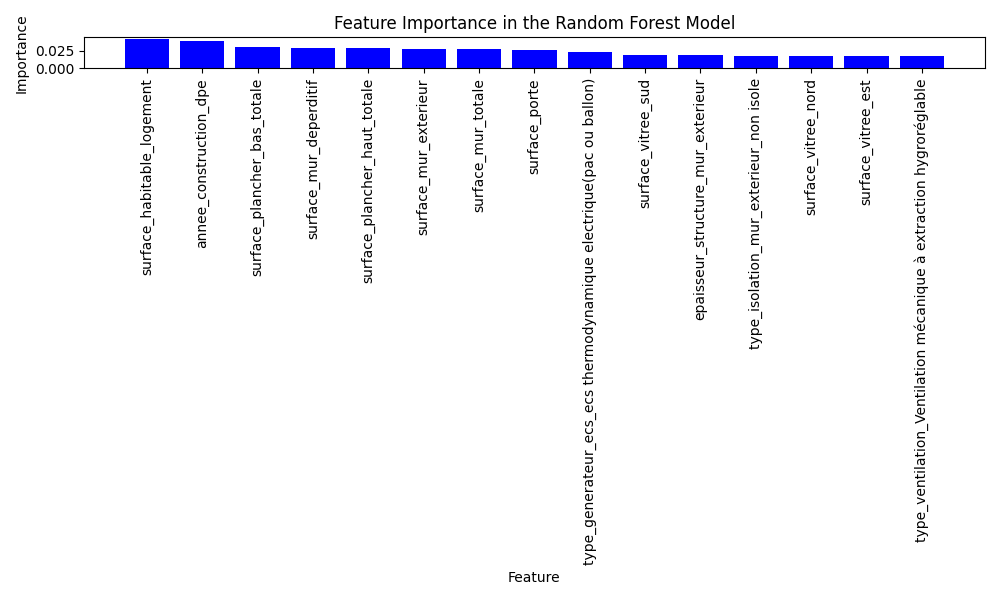 Feature Importance in the Random Forest Model
Importance
0.025
0.000
surface_habitable_logement
annee_construction_dpe
surface_plancher_bas_totale
surface_mur_deperditif
surface_plancher_haut_totale
surface_mur_exterieur
surface_mur_totale
surface_porte
type_generateur_ecs_ecs thermodynamique electrique(pac ou ballon)
surface_vitree_sud
epaisseur_structure_mur_exterieur
type_isolation_mur_exterieur_non isole
surface_vitree_nord
surface_vitree_est
type_ventilation_Ventilation mécanique à extraction hygroréglable
Feature